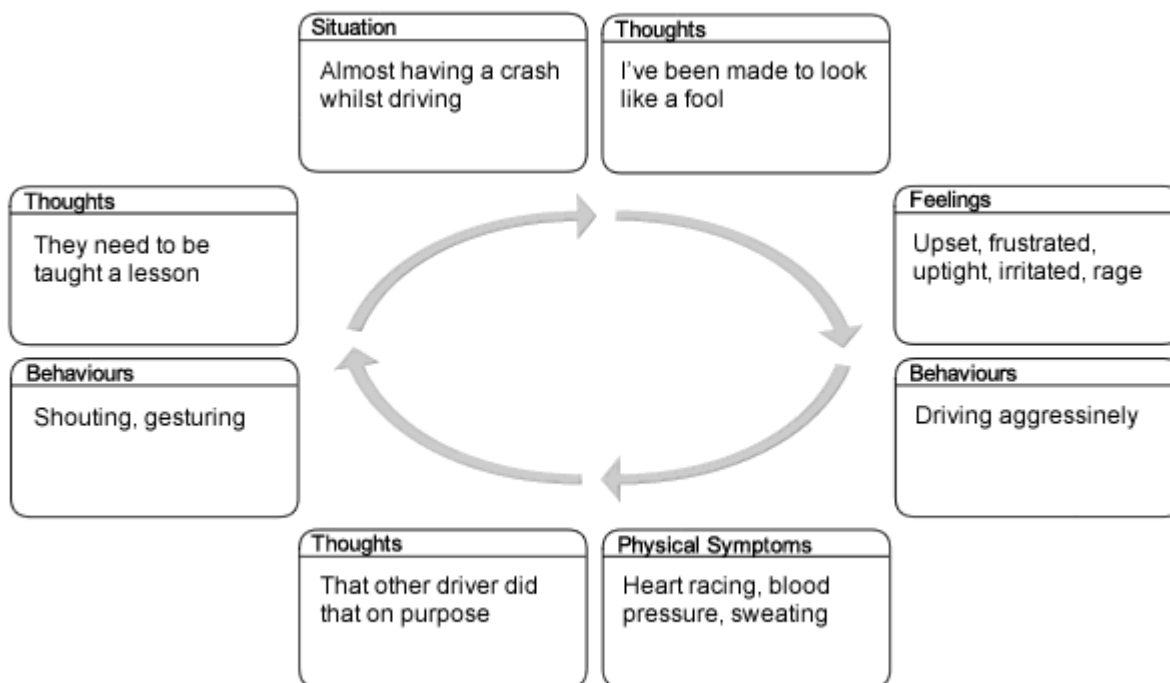 Situation
Almost having a crash
whilst driving
Thoughts
I've been made to look
like a fool
Feelings
Upset, frustrated,
uptight, irritated, rage
Behaviours
Driving aggressinely
Physical Symptoms
Heart racing, blood
pressure, sweating
Thoughts
That other driver did
that on purpose
Behaviours
Shouting, gesturing
Thoughts
They need to be
taught a lesson